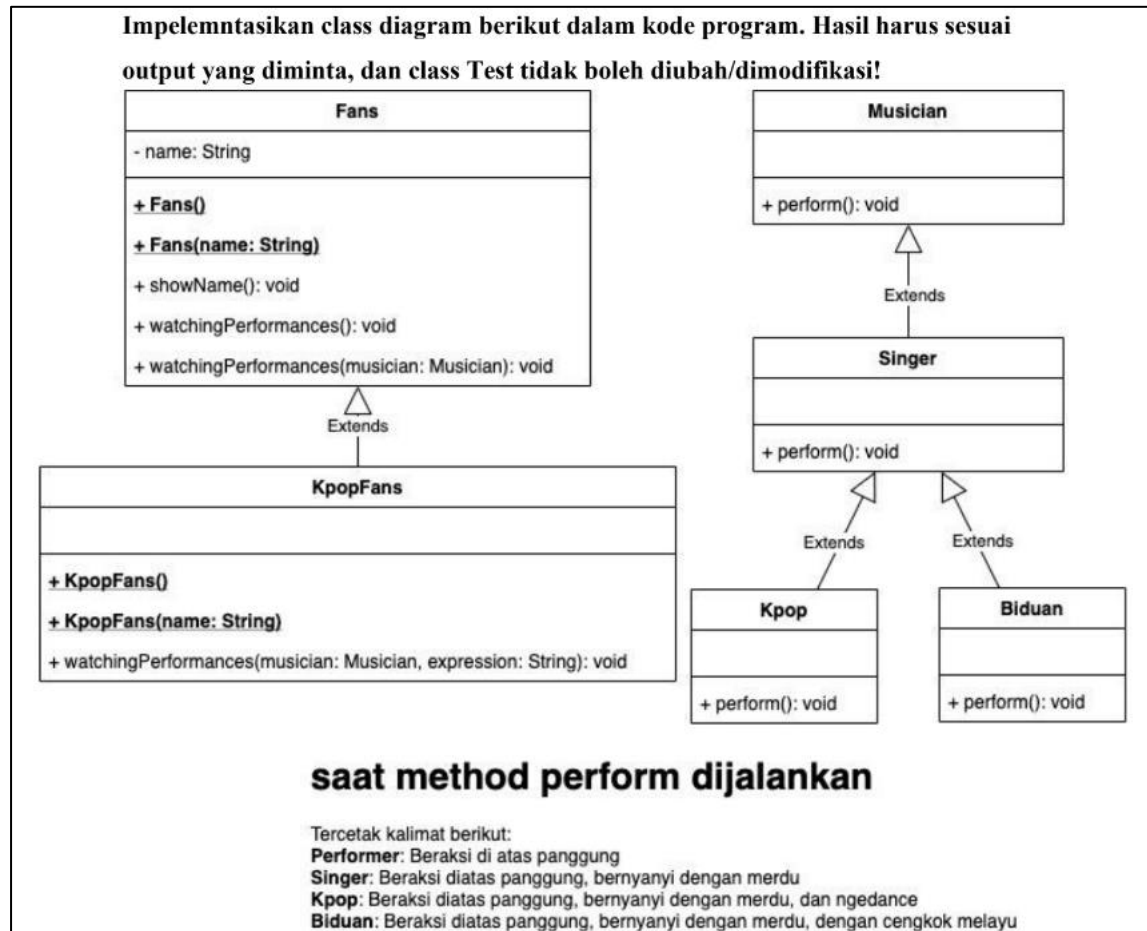 Impelemntasikan class diagram berikut dalam kode program. Hasil harus sesuai
output yang diminta, dan class Test tidak boleh diubah/dimodifikasi!
Fans
- name: String
+ Fans()
+ Fans(name: String)
+ showName(): void
+ watchingPerformances(): void
+ watchingPerformances(musician: Musician): void
Extends
KpopFans
+ KpopFans()
+ KpopFans(name: String)
+ watchingPerformances(musician: Musician, expression: String): void
Musician
+ perform(): void
Extends
Singer
+ perform(): void
Extends
Extends
Kpop
+ perform(): void
Biduan
+ perform(): void
saat method perform dijalankan
Tercetak kalimat berikut:
Performer: Beraksi di atas panggung
Singer: Beraksi diatas panggung, bernyanyi dengan merdu
Kpop: Beraksi diatas panggung, bernyanyi dengan merdu, dan ngedance
Biduan: Beraksi diatas panggung, bernyanyi dengan merdu, dengan cengkok melayu